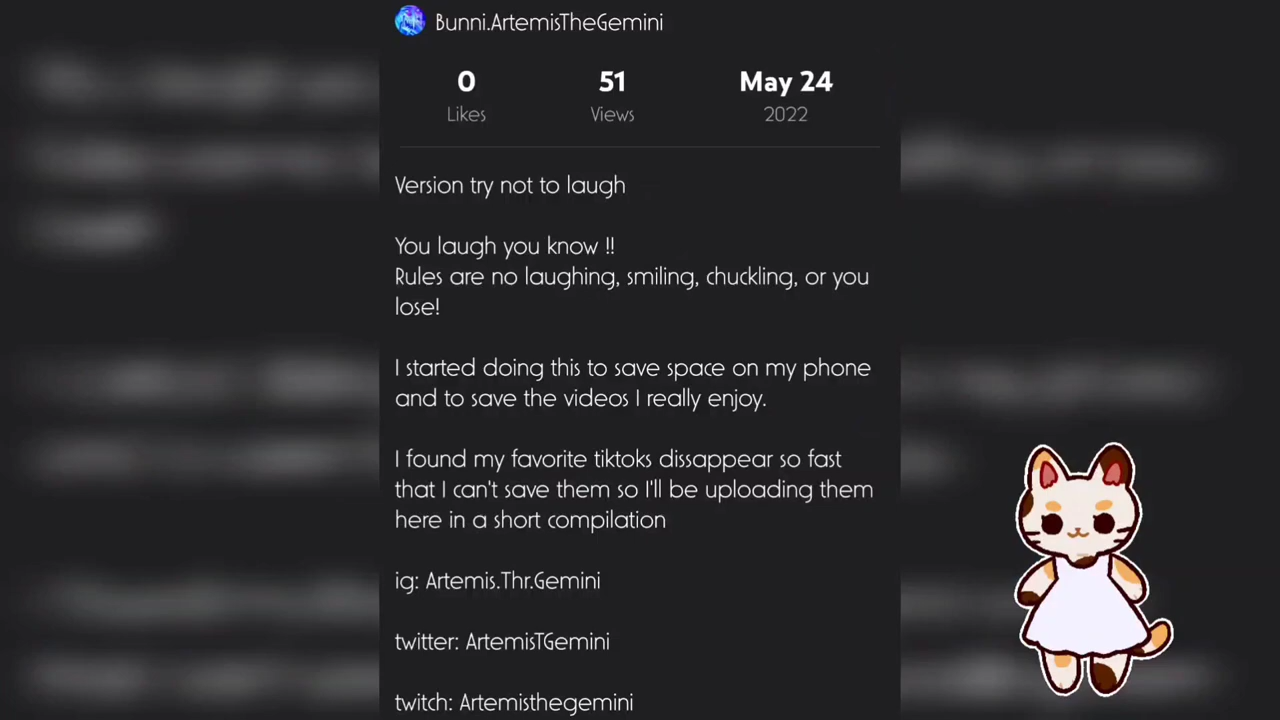 Bunni.ArtemisTheGemini
0 51 May 24
Likes Views 2022
Version try not to laugh
You laugh you know !!
Rules are no laughing, smiling, chuckling, or you
lose!
I started doing this to save space on my phone
and to save the videos I really enjoy.
I found my favorite tiktoks dissappear so fast
that I can't save them so I'll be uploading them
here in a short compilation
ig: Artemis.Thr.Gemini
twitter: ArtemisTGemini
twitch: Artemisthegemini